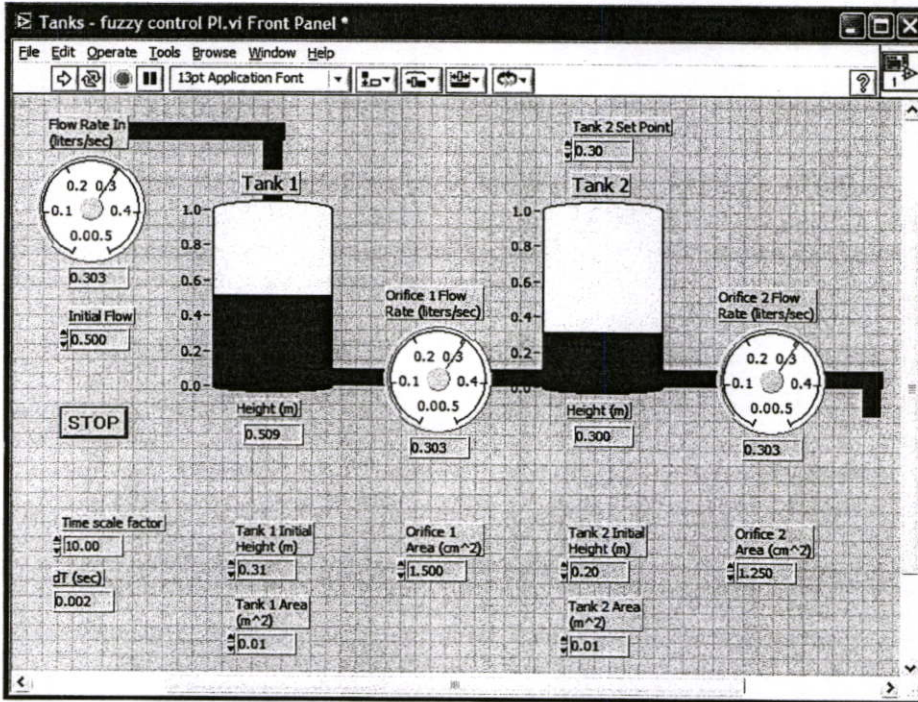 Tanks - fuzzy control PI.vi Front Panel *
File Edit Operate Tools Browse Window Help
13pt Application Font
1
Flow Rate In
(liters/sec)
0.2 0.3
0.1 0.4
0.0 0.5
0.303
Initial Flow
0.500
STOP
Time scale factor
10.00
dT (sec)
0.002
Tank 1
1.0
0.8
0.6
0.4
0.2
0.0
Height (m)
0.509
Tank 1 Initial
Height (m)
0.31
Tank 1 Area
(m^2)
0.01
Orifice 1 Flow
Rate (liters/sec)
0.2 0.3
0.1 0.4
0.0 0.5
0.303
Orifice 1
Area (cm^2)
1.500
Tank 2 Set Point
0.30
Tank 2
1.0
0.8
0.6
0.4
0.2
0.0
Height (m)
0.300
Tank 2 Initial
Height (m)
0.20
Tank 2 Area
(m^2)
0.01
Orifice 2 Flow
Rate (liters/sec)
0.2 0.3
0.1 0.4
0.0 0.5
0.303
Orifice 2
Area (cm^2)
1.250